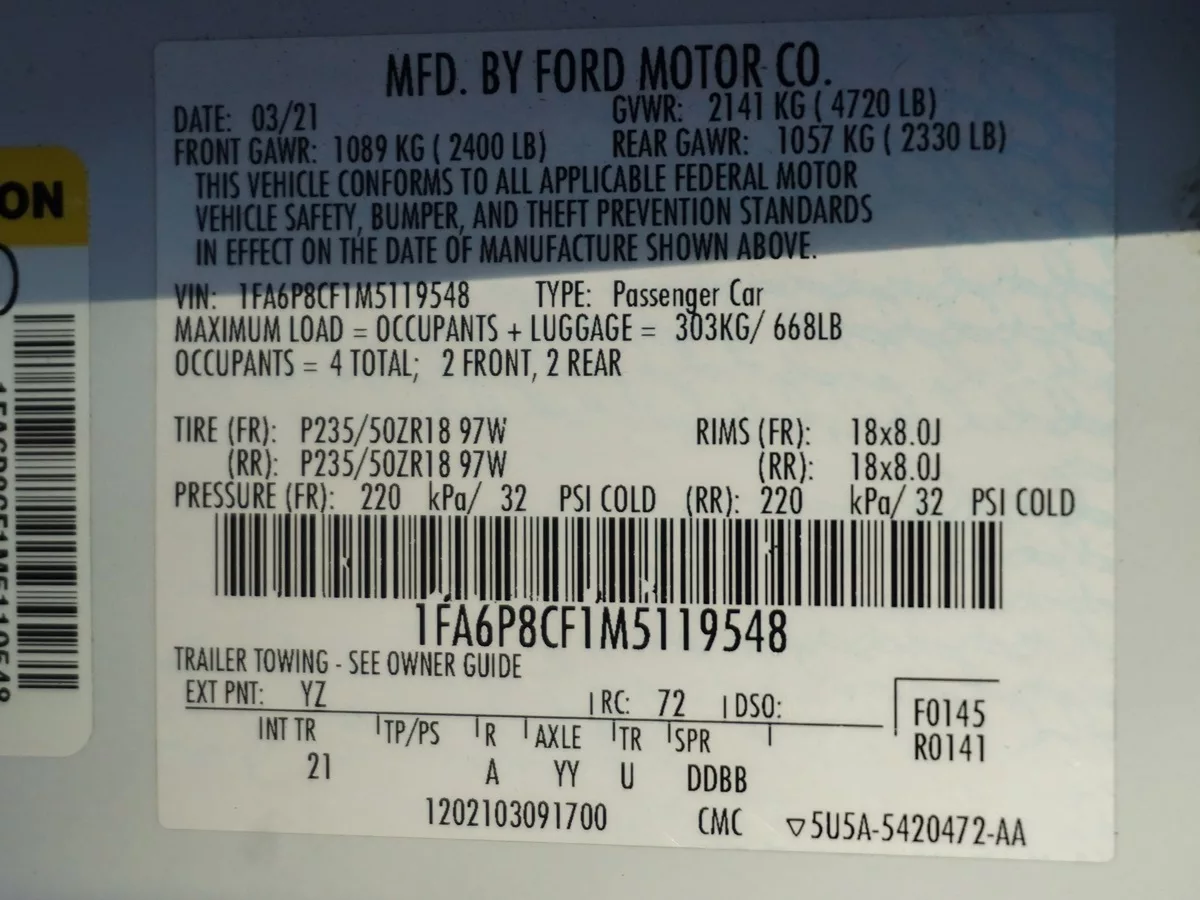 MFD. BY FORD MOTOR CO.
DATE: 03/21 GVWR: 2141 KG ( 4720 LB)
FRONT GAWR: 1089 KG ( 2400 LB) REAR GAWR: 1057 KG ( 2330 LB)
THIS VEHICLE CONFORMS TO ALL APPLICABLE FEDERAL MOTOR
VEHICLE SAFETY, BUMPER, AND THEFT PREVENTION STANDARDS
IN EFFECT ON THE DATE OF MANUFACTURE SHOWN ABOVE.
VIN: 1FA6P8CF1M5119548 TYPE: Passenger Car
MAXIMUM LOAD = OCCUPANTS + LUGGAGE = 303KG/ 668LB
OCCUPANTS = 4 TOTAL; 2 FRONT, 2 REAR
TIRE (FR): P235/50ZR18 97W RIMS (FR): 18x8.0J
(RR): P235/50ZR18 97W (RR): 18x8.0J
PRESSURE (FR): 220 kPa/ 32 PSI COLD (RR): 220 kPa/ 32 PSI COLD
1FA6P8CF1M5119548
TRAILER TOWING - SEE OWNER GUIDE
EXT PNT: YZ RC: 72 DSO:
F0145
R0141
INT TR TP/PS R AXLE TR SPR
21 A YY U DDBB
1202103091700 CMC ▽5U5A-5420472-AA
ON